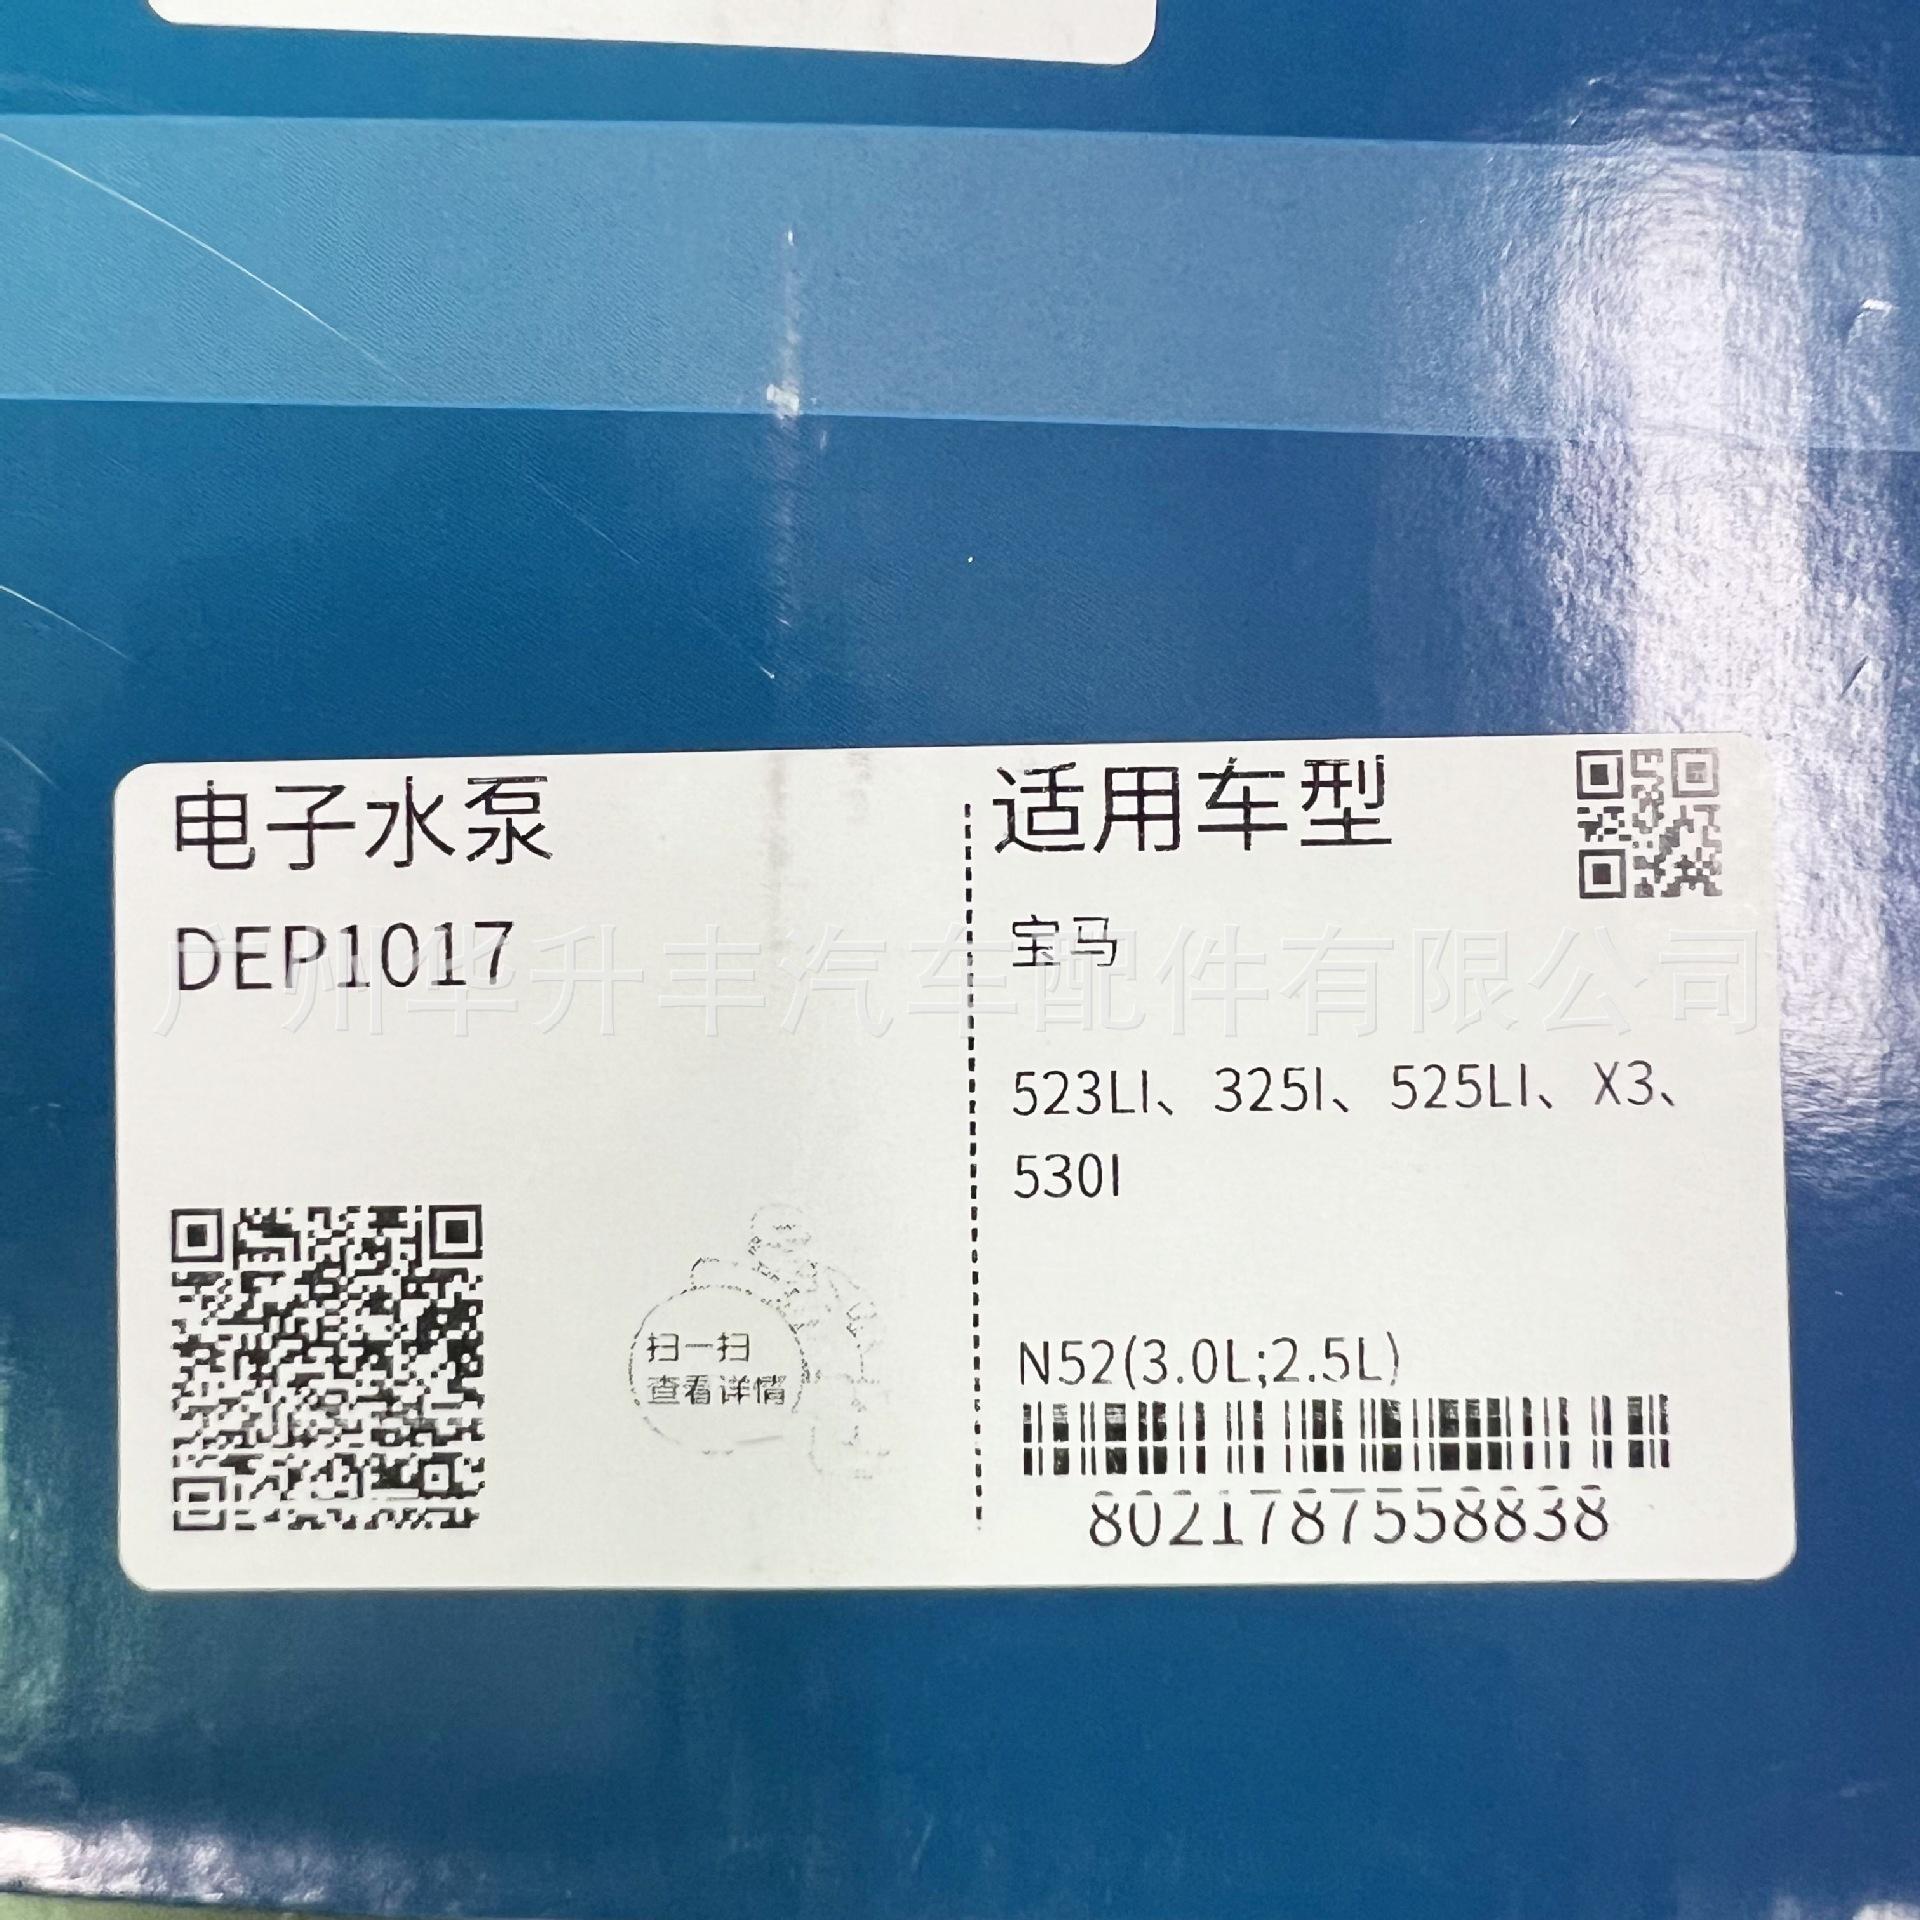 电子水泵
DEP1017
扫一扫
查看详情
适用车型
宝马
523LI、325I、525LI、X3、
530I
N52(3.0L;2.5L)
8021787558838
广州华升丰汽车配件有限公司